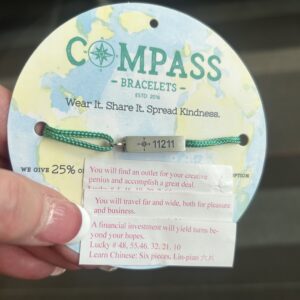 COMPASS
BRACELETS
ESTD 2016
Wear It. Share It. Spread Kindness.
11211
WE GIVE 25%
You will find an outlet for your creative
genius and accomplish a great deal.
You will travel far and wide, both for pleasure
and business.
A financial investment will yield turns be-
yond your hopes.
Lucky # 48, 55,46, 32, 21, 10
Learn Chinese: Six pieces, Lin-pian 六片